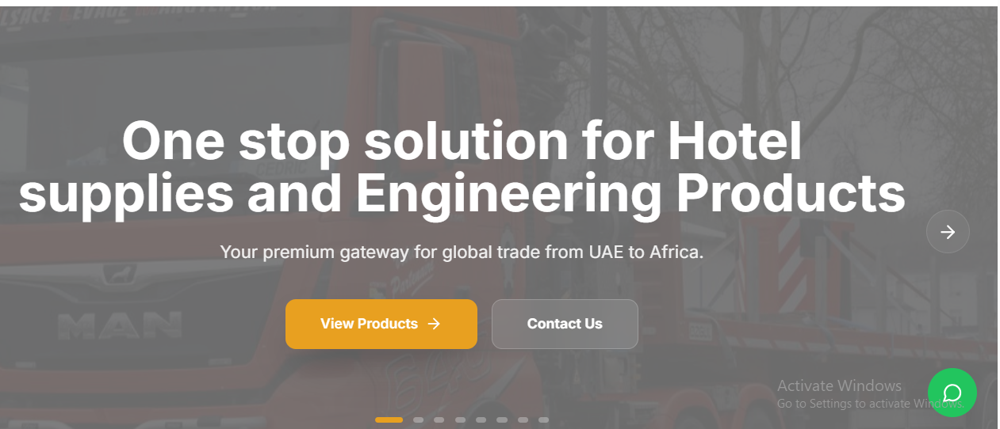 One stop solution for Hotel
supplies and Engineering Products
Your premium gateway for global trade from UAE to Africa.
MAN
View Products
Contact Us
Activate Windows
Go to Settings to activate Windows.